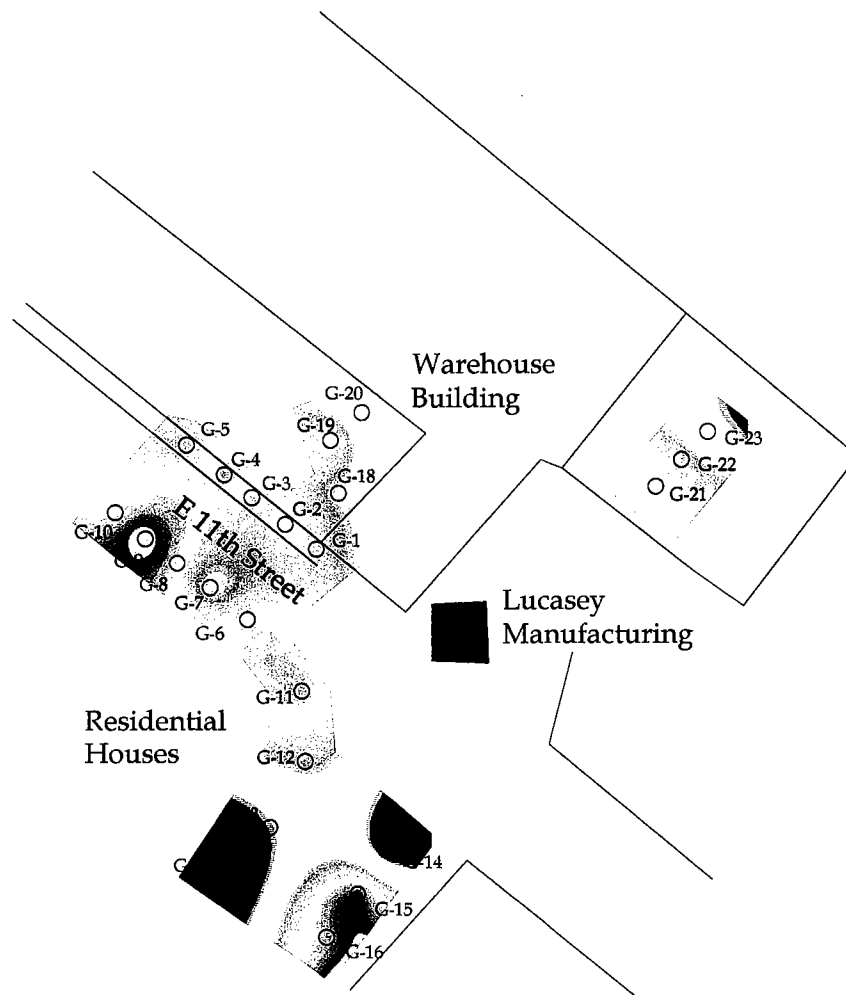 Warehouse
Building
G-20
G-19
G-5
G-4
G-3
G-18
G-2
G-1
G-23
G-22
G-21
E 11th Street
G-10
G-8
G-7
G-6
Lucasey
Manufacturing
G-11
Residential
Houses
G-12
G-14
G-15
G-16